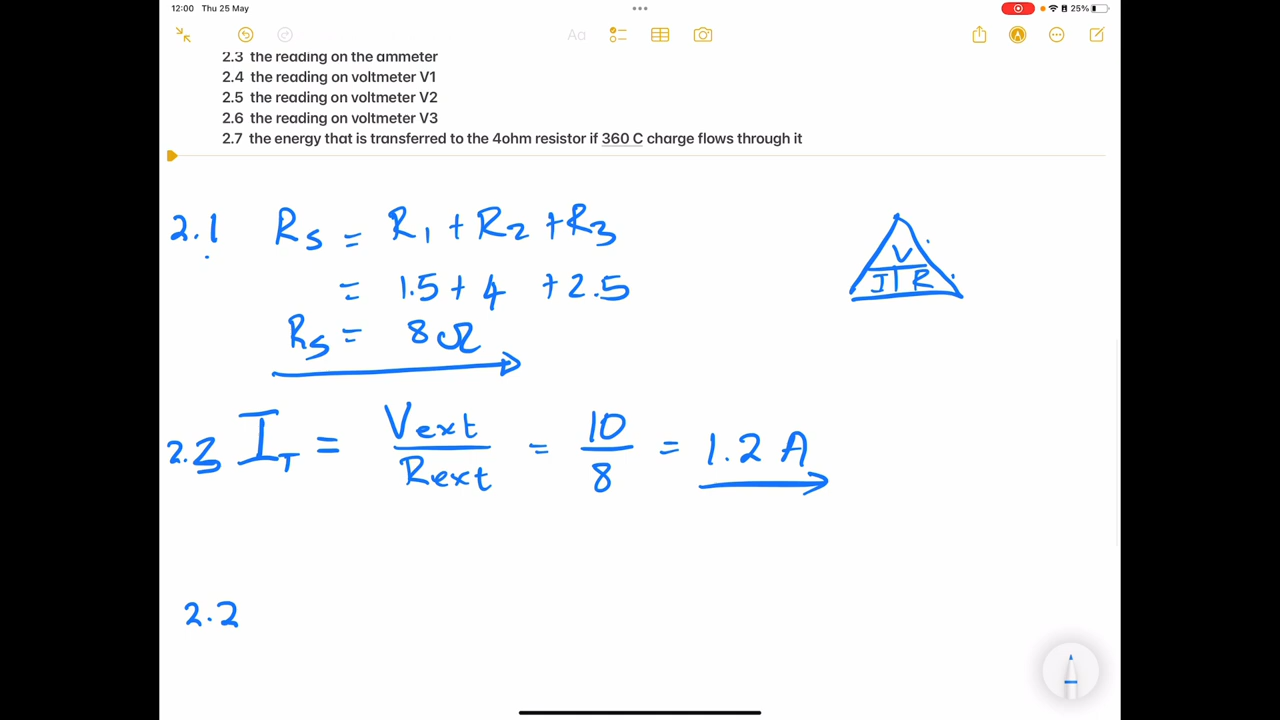 12:00 Thu 25 May
25%
Aa
2.3 the reading on the ammeter
2.4 the reading on voltmeter V1
2.5 the reading on voltmeter V2
2.6 the reading on voltmeter V3
2.7 the energy that is transferred to the 4ohm resistor if 360 C charge flows through it
2.1 Rs = R1 + R2 + R3
= 1.5 + 4 + 2.5
Rs = 8Ω
V
I R
2.3 IT = Vext/Rext = 10/8 = 1.2 A
2.2